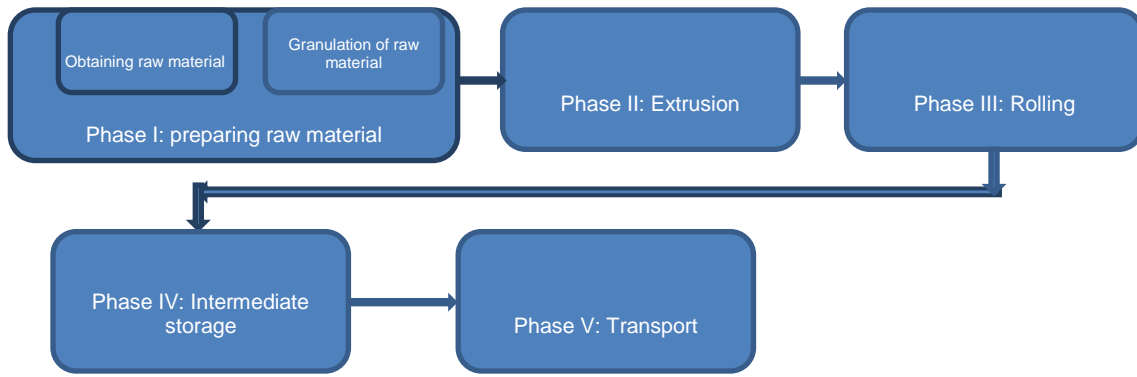 Obtaining raw material
Granulation of raw
material
Phase I: preparing raw material
Phase II: Extrusion
Phase III: Rolling
Phase IV: Intermediate
storage
Phase V: Transport